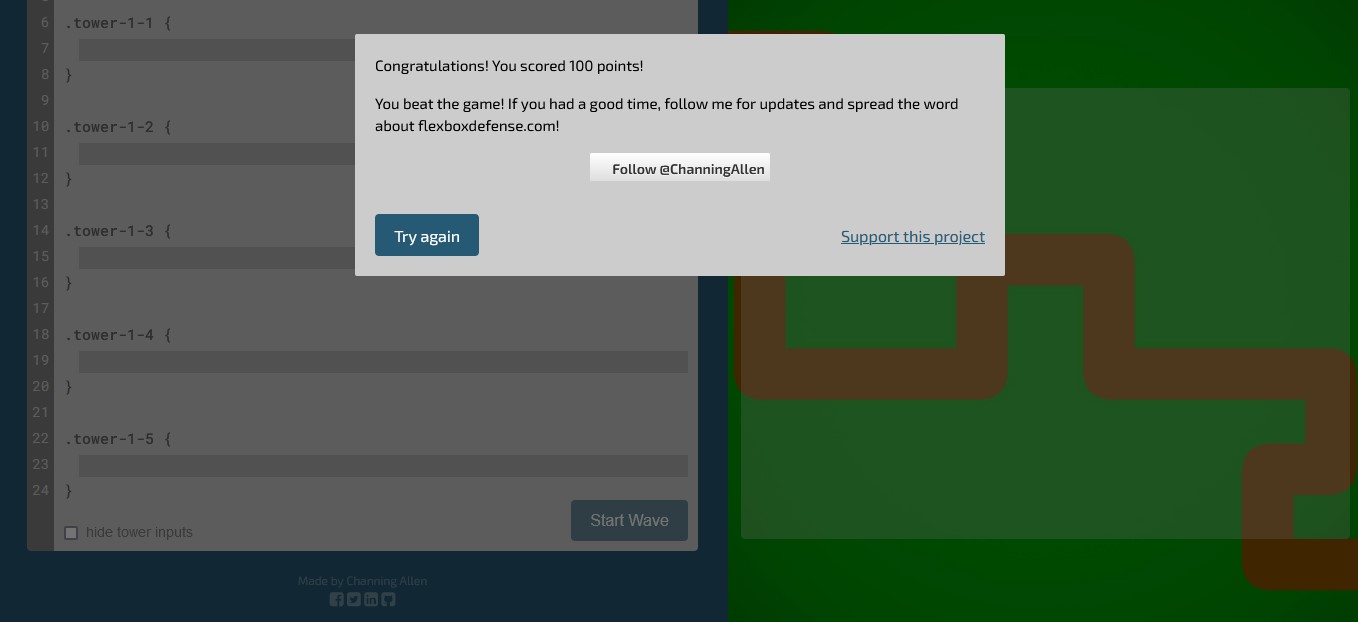 6 .tower-1-1 {
7
8 }
9
10 .tower-1-2 {
11
12 }
13
14 .tower-1-3 {
15
16 }
17
18 .tower-1-4 {
19
20 }
21
22 .tower-1-5 {
23
24 }
hide tower inputs
Start Wave
Made by Channing Allen
Congratulations! You scored 100 points!
You beat the game! If you had a good time, follow me for updates and spread the word
about flexboxdefense.com!
Follow @ChanningAllen
Try again
Support this project